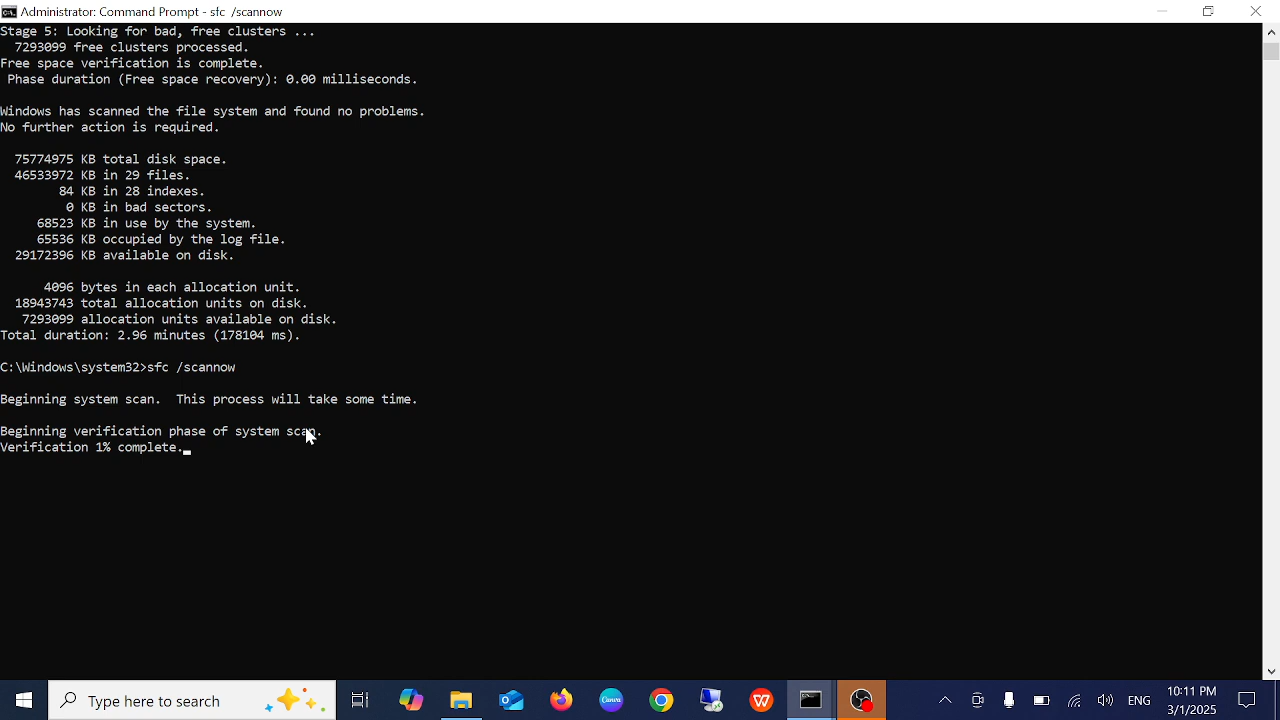 Administrator: Command Prompt - sfc /scannow
Stage 5: Looking for bad, free clusters ...
7293099 free clusters processed.
Free space verification is complete.
Phase duration (Free space recovery): 0.00 milliseconds.
Windows has scanned the file system and found no problems.
No further action is required.
75774975 KB total disk space.
46533972 KB in 29 files.
84 KB in 28 indexes.
0 KB in bad sectors.
68523 KB in use by the system.
65536 KB occupied by the log file.
29172396 KB available on disk.
4096 bytes in each allocation unit.
18943743 total allocation units on disk.
7293099 allocation units available on disk.
Total duration: 2.96 minutes (178104 ms).
C:\Windows\system32>sfc /scannow
Beginning system scan.  This process will take some time.
Beginning verification phase of system scan.
Verification 1% complete.
Type here to search
Canva
W
ENG
10:11 PM
3/1/2025